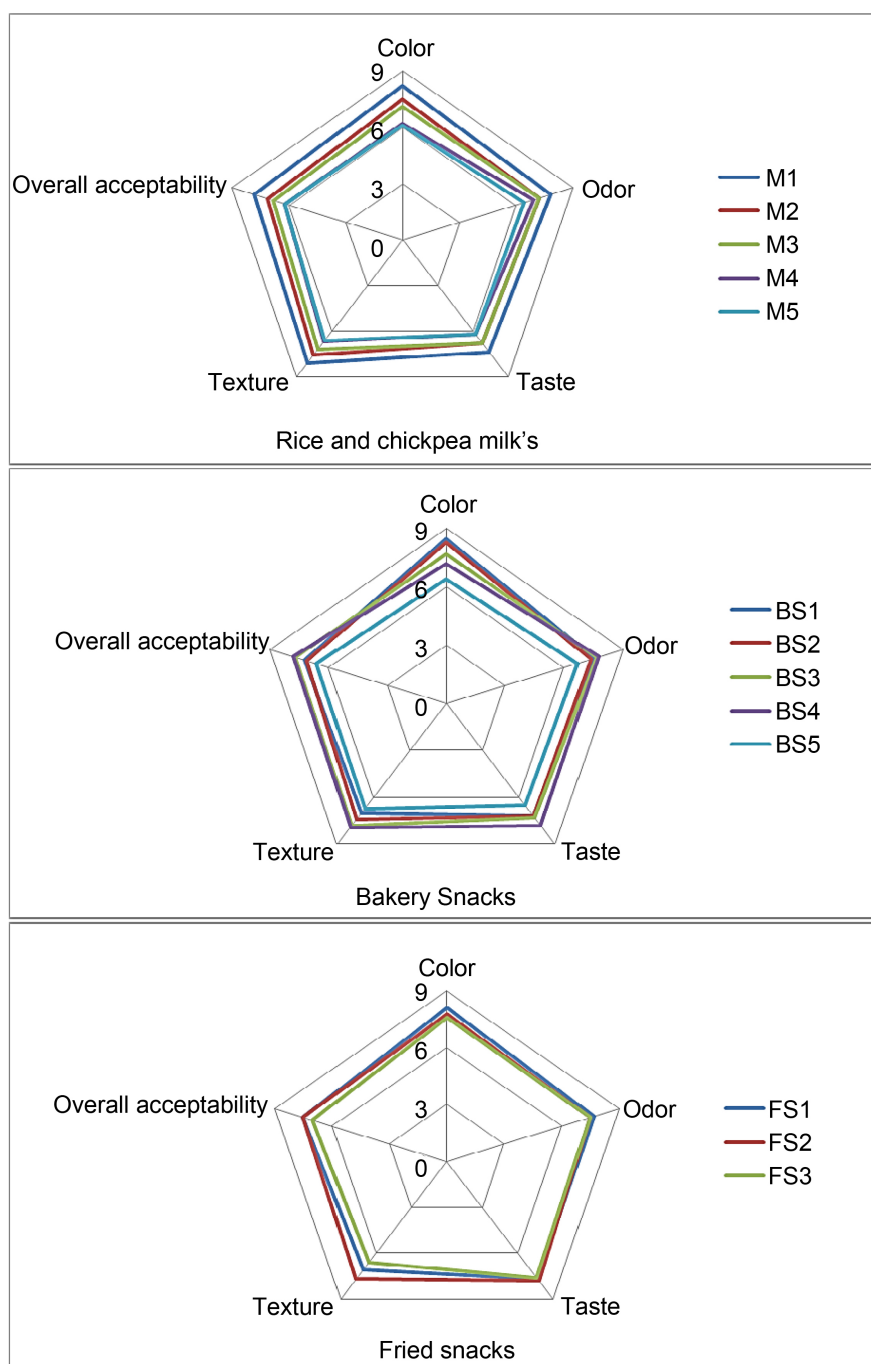 Color
9
6
3
0
Overall acceptability
Odor
Texture
Taste
M1
M2
M3
M4
M5
Rice and chickpea milk's
Color
9
6
3
0
Overall acceptability
Odor
Texture
Taste
BS1
BS2
BS3
BS4
BS5
Bakery Snacks
Color
9
6
3
0
Overall acceptability
Odor
Texture
Taste
FS1
FS2
FS3
Fried snacks